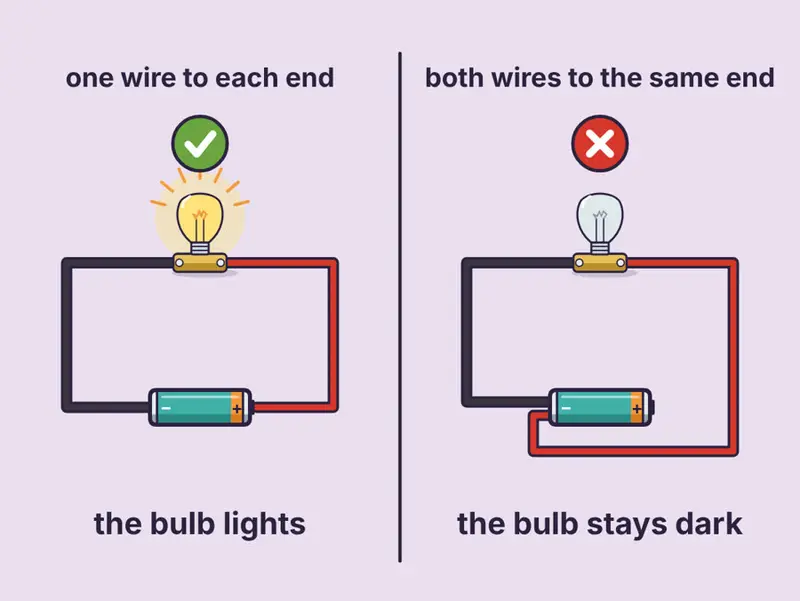 one wire to each end
− +
the bulb lights
both wires to the same end
− +
the bulb stays dark